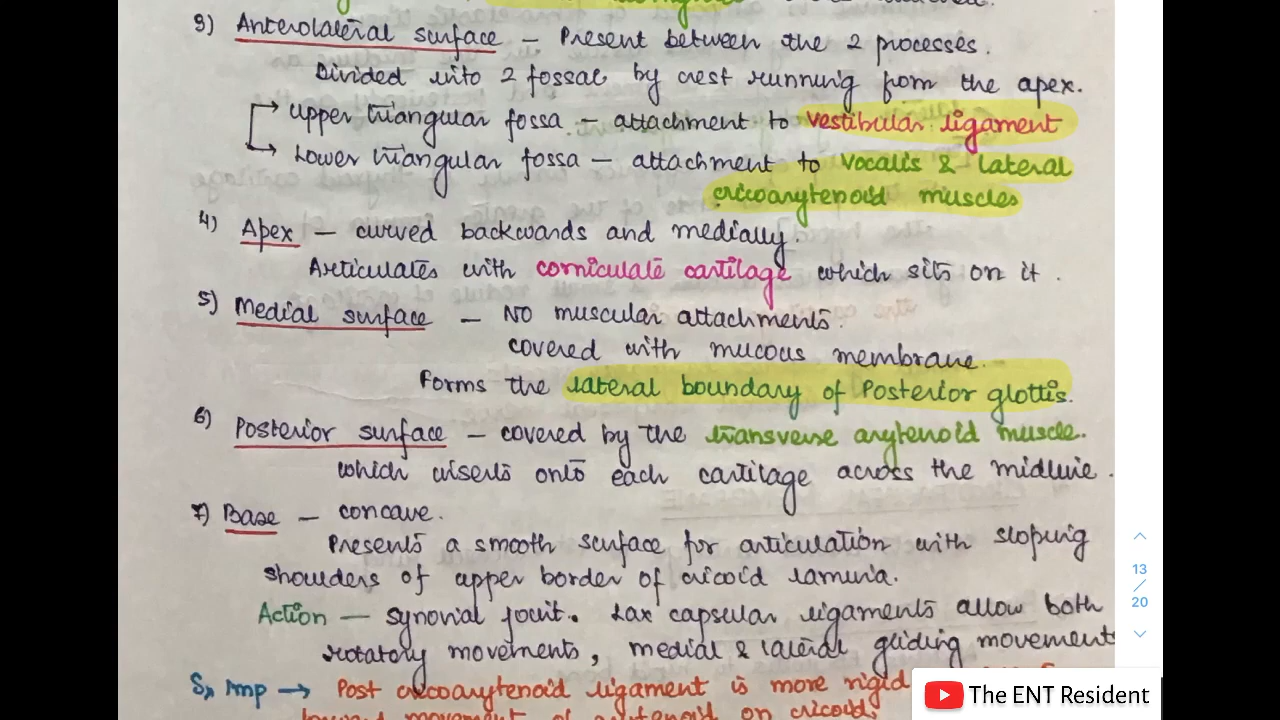 3) Anterolateral surface – Present between the 2 processes.
Divided into 2 fossae by crest running from the apex.
Upper triangular fossa – attachment to vestibular ligament
Lower triangular fossa – attachment to vocalis & lateral
cricoarytenoid muscles
4) Apex – curved backwards and medially.
Articulates with corniculate cartilage which sits on it.
5) Medial surface – No muscular attachments.
covered with mucous membrane.
Forms the lateral boundary of Posterior glottis.
6) Posterior surface – covered by the transverse arytenoid muscle.
which inserts onto each cartilage across the midline.
7) Base – concave.
Presents a smooth surface for articulation with sloping
shoulders of upper border of cricoid lamina.
Action – synovial joint. Lax capsular ligaments allow both
rotatory movements, medial & lateral gliding movements
Imp → Post cricoarytenoid ligament is more rigid
movement of arytenoid on cricoid.
13
/
20
The ENT Resident